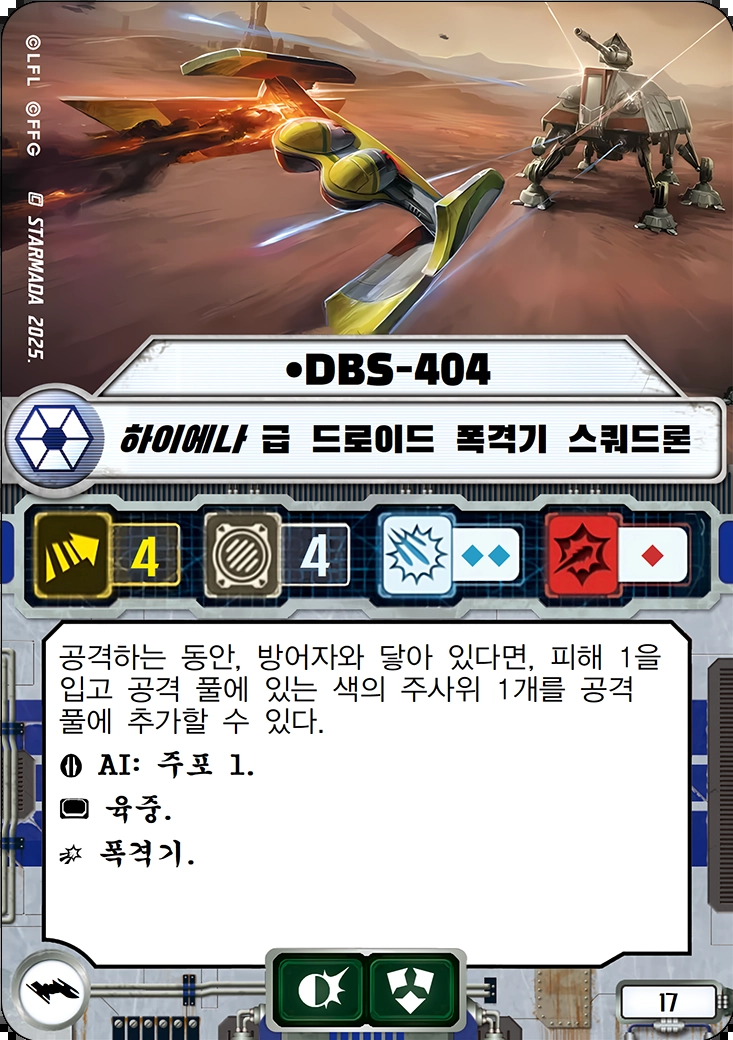 ©LFL ©FFG
STARMADA 2025.
•DBS-404
하이에나 급 드로이드 폭격기 스쿼드론
4
4
공격하는 동안, 방어자와 닿아 있다면, 피해 1을
입고 공격 풀에 있는 색의 주사위 1개를 공격
풀에 추가할 수 있다.
AI: 주포 1.
육중.
폭격기.
17